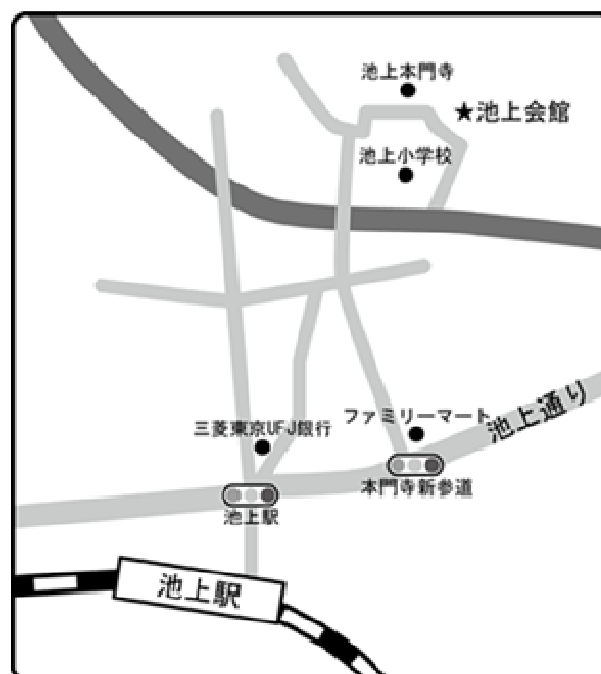 池上本門寺
★池上会館
池上小学校
ファミリーマート
池上通り
三菱東京UFJ銀行
本門寺新参道
池上駅
池上駅